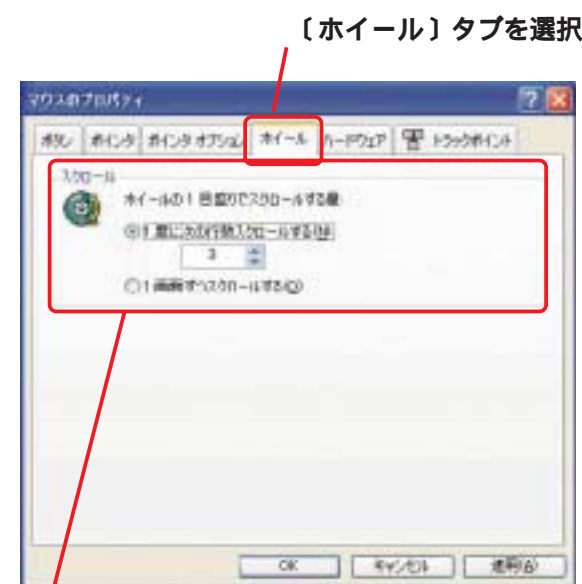 〔ホイール〕タブを選択
マウスのプロパティ
ボタン ポインタ ポインタ オプション ホイール ハードウェア トラックポイント
スクロール
ホイールの 1 目盛りでスクロールする量
1 度に次の行数スクロールする(N)
3
1 画面ずつスクロールする(O)
OK キャンセル 適用(A)